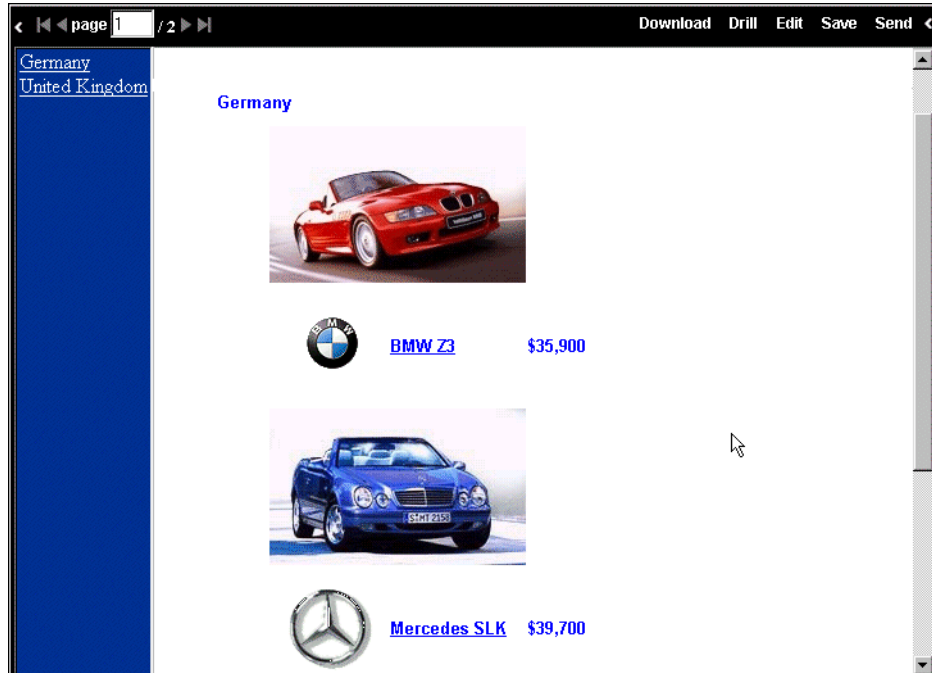 page 1 / 2 Download Drill Edit Save Send
Germany
United Kingdom
Germany
BMW
BMW Z3 $35,900
S:MT 2158
Mercedes SLK $39,700